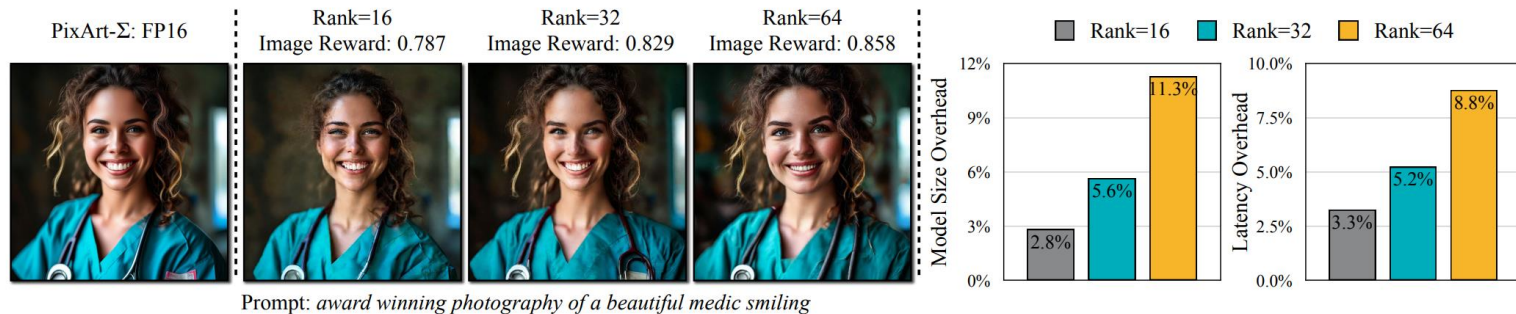 PixArt-Σ: FP16
Rank=16
Image Reward: 0.787
Rank=32
Image Reward: 0.829
Rank=64
Image Reward: 0.858
Prompt: award winning photography of a beautiful medic smiling
Rank=16 Rank=32 Rank=64
Model Size Overhead
12%
9%
6%
3%
0%
2.8%
5.6%
11.3%
Latency Overhead
10.0%
7.5%
5.0%
2.5%
0.0%
3.3%
5.2%
8.8%